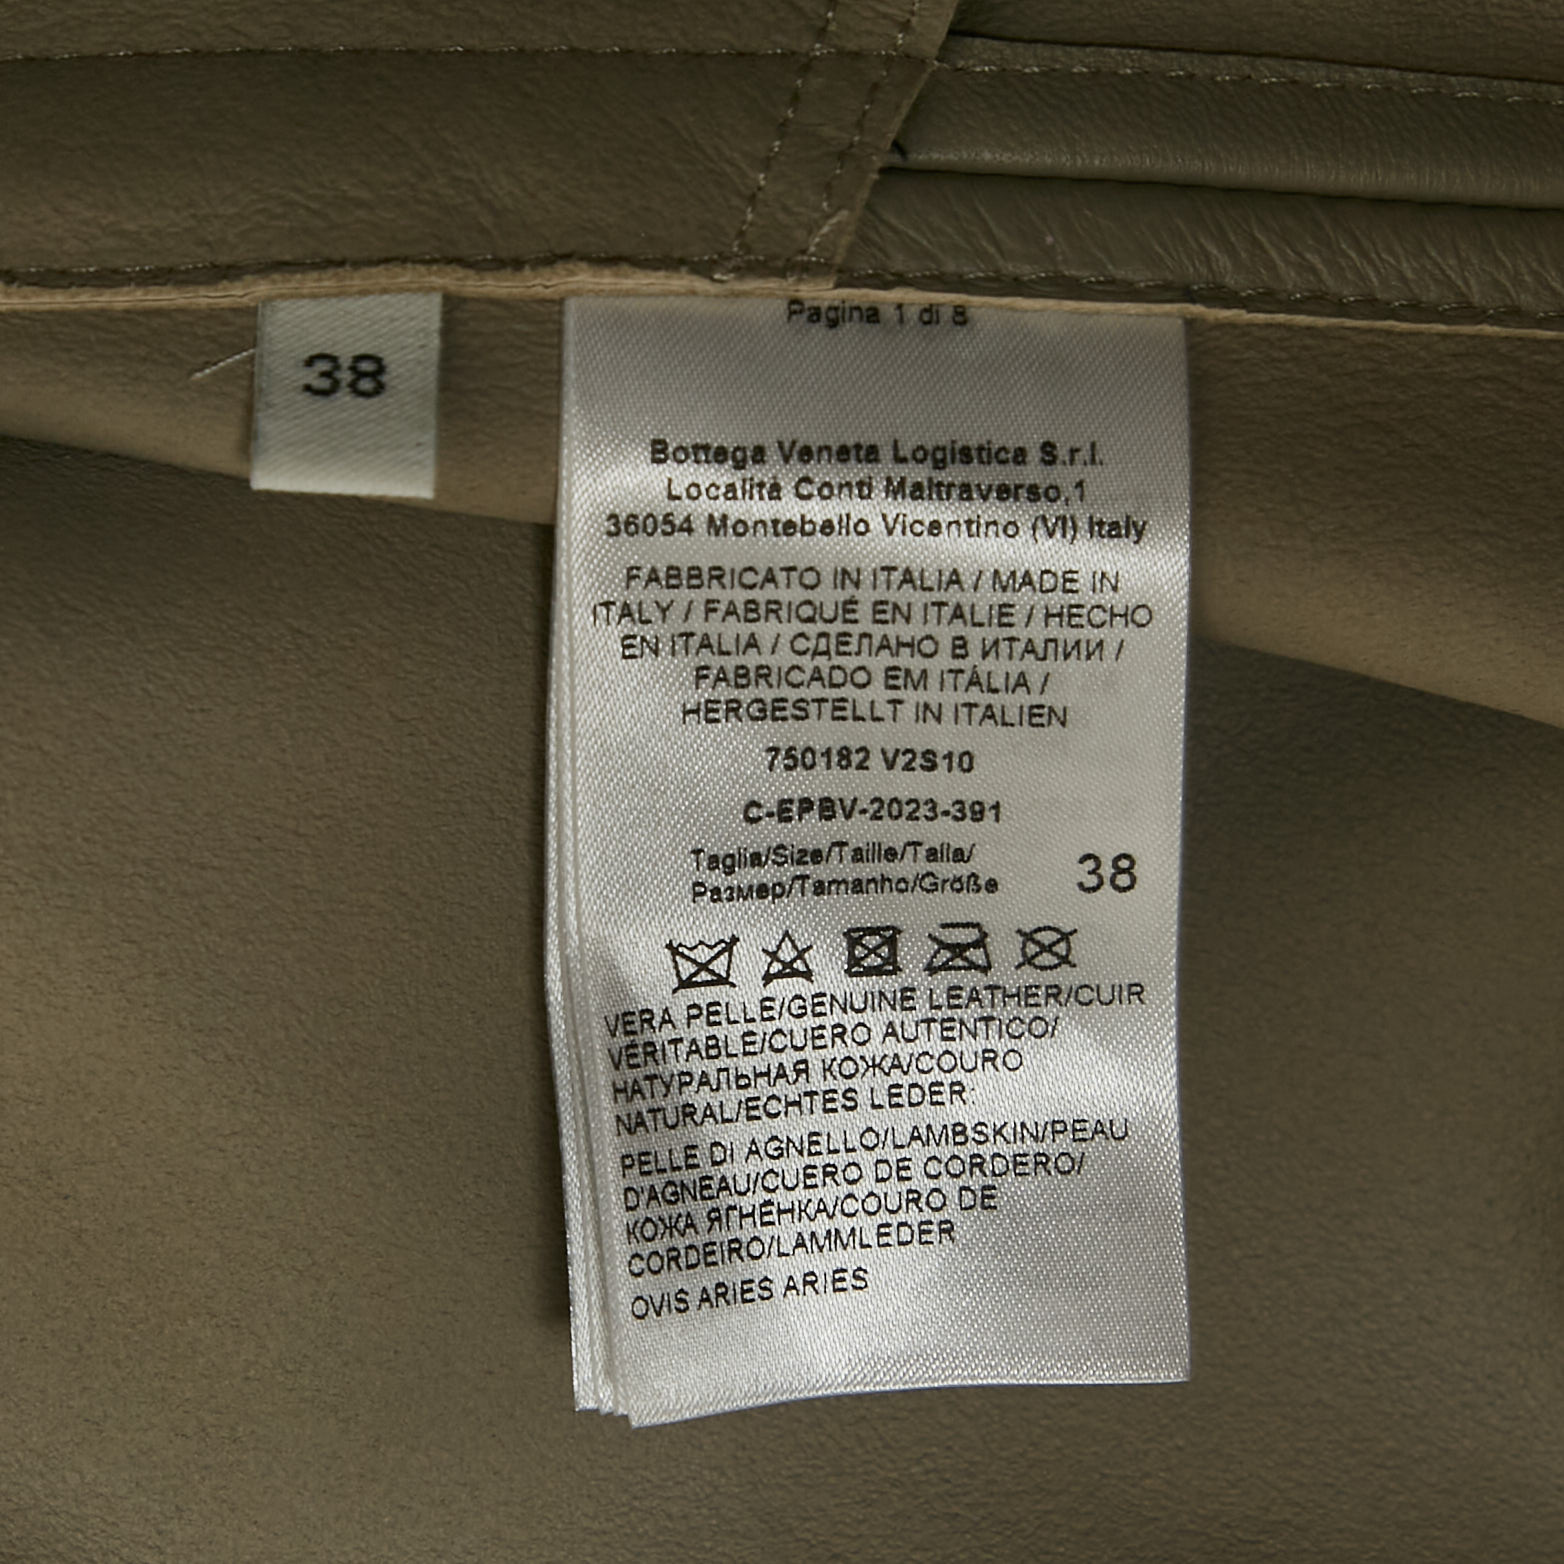 38
Pagina 1 di 8
Bottega Veneta Logistica S.r.l.
Località Conti Maltraverso,1
36054 Montebello Vicentino (VI) Italy
FABBRICATO IN ITALIA / MADE IN
ITALY / FABRIQUÉ EN ITALIE / HECHO
EN ITALIA / СДЕЛАНО В ИТАЛИИ /
FABRICADO EM ITÁLIA /
HERGESTELLT IN ITALIEN
750182 V2S10
C-EPBV-2023-391
Taglia/Size/Taille/Talla/
Размер/Tamanho/Größe 38
VERA PELLE/GENUINE LEATHER/CUIR
VÉRITABLE/CUERO AUTENTICO/
НАТУРАЛЬНАЯ КОЖА/COURO
NATURAL/ECHTES LEDER:
PELLE DI AGNELLO/LAMBSKIN/PEAU
D'AGNEAU/CUERO DE CORDERO/
КОЖА ЯГНЁНКА/COURO DE
CORDEIRO/LAMMLEDER
OVIS ARIES ARIES